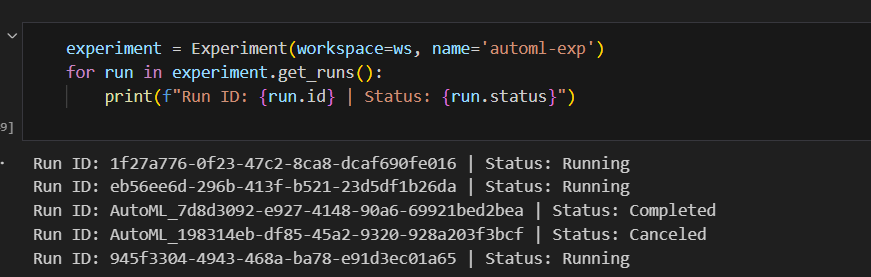 experiment = Experiment(workspace=ws, name='automl-exp')
for run in experiment.get_runs():
print(f"Run ID: {run.id} | Status: {run.status}")
9]
Run ID: 1f27a776-0f23-47c2-8ca8-dcaf690fe016 | Status: Running
Run ID: eb56ee6d-296b-413f-b521-23d5df1b26da | Status: Running
Run ID: AutoML_7d8d3092-e927-4148-90a6-69921bed2bea | Status: Completed
Run ID: AutoML_198314eb-df85-45a2-9320-928a203f3bcf | Status: Canceled
Run ID: 945f3304-4943-468a-ba78-e91d3ec01a65 | Status: Running